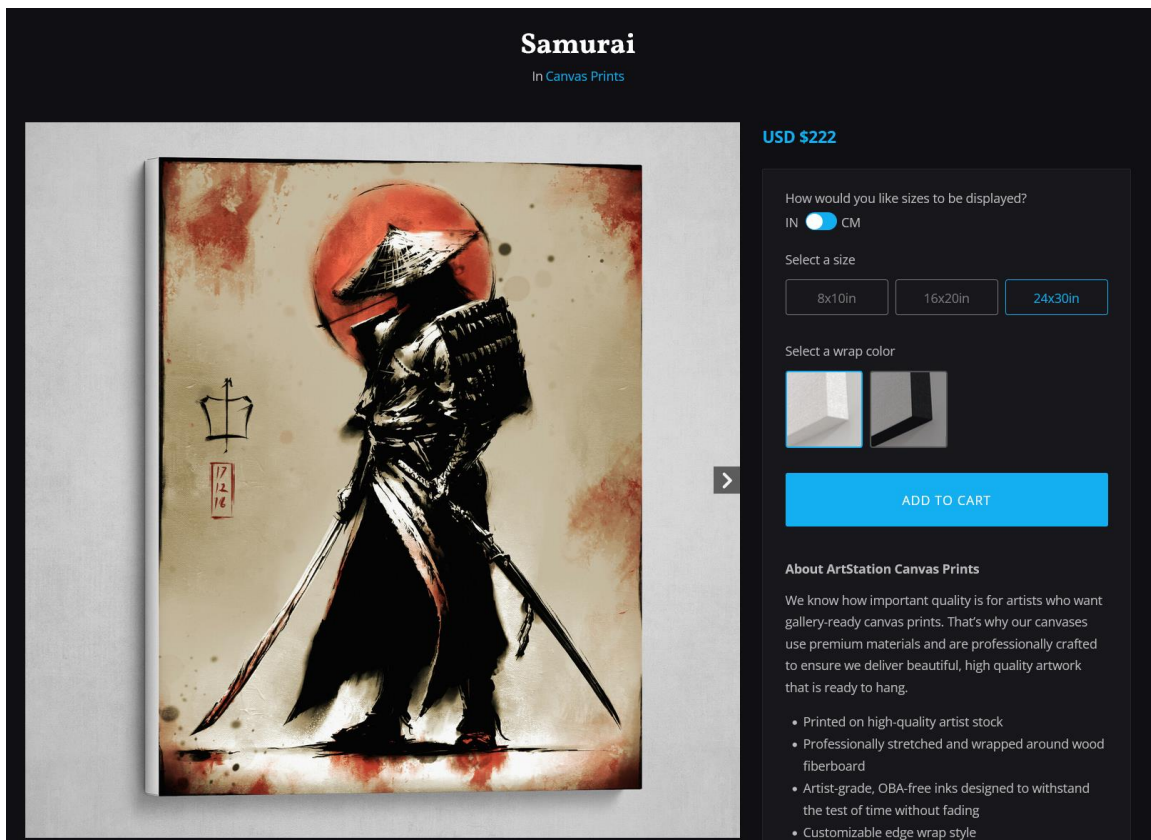 Samurai
In Canvas Prints
17
12
16
USD $222
How would you like sizes to be displayed?
IN CM
Select a size
8x10in 16x20in 24x30in
Select a wrap color
ADD TO CART
About ArtStation Canvas Prints
We know how important quality is for artists who want
gallery-ready canvas prints. That's why our canvases
use premium materials and are professionally crafted
to ensure we deliver beautiful, high quality artwork
that is ready to hang.
• Printed on high-quality artist stock
• Professionally stretched and wrapped around wood
fiberboard
• Artist-grade, OBA-free inks designed to withstand
the test of time without fading
• Customizable edge wrap style